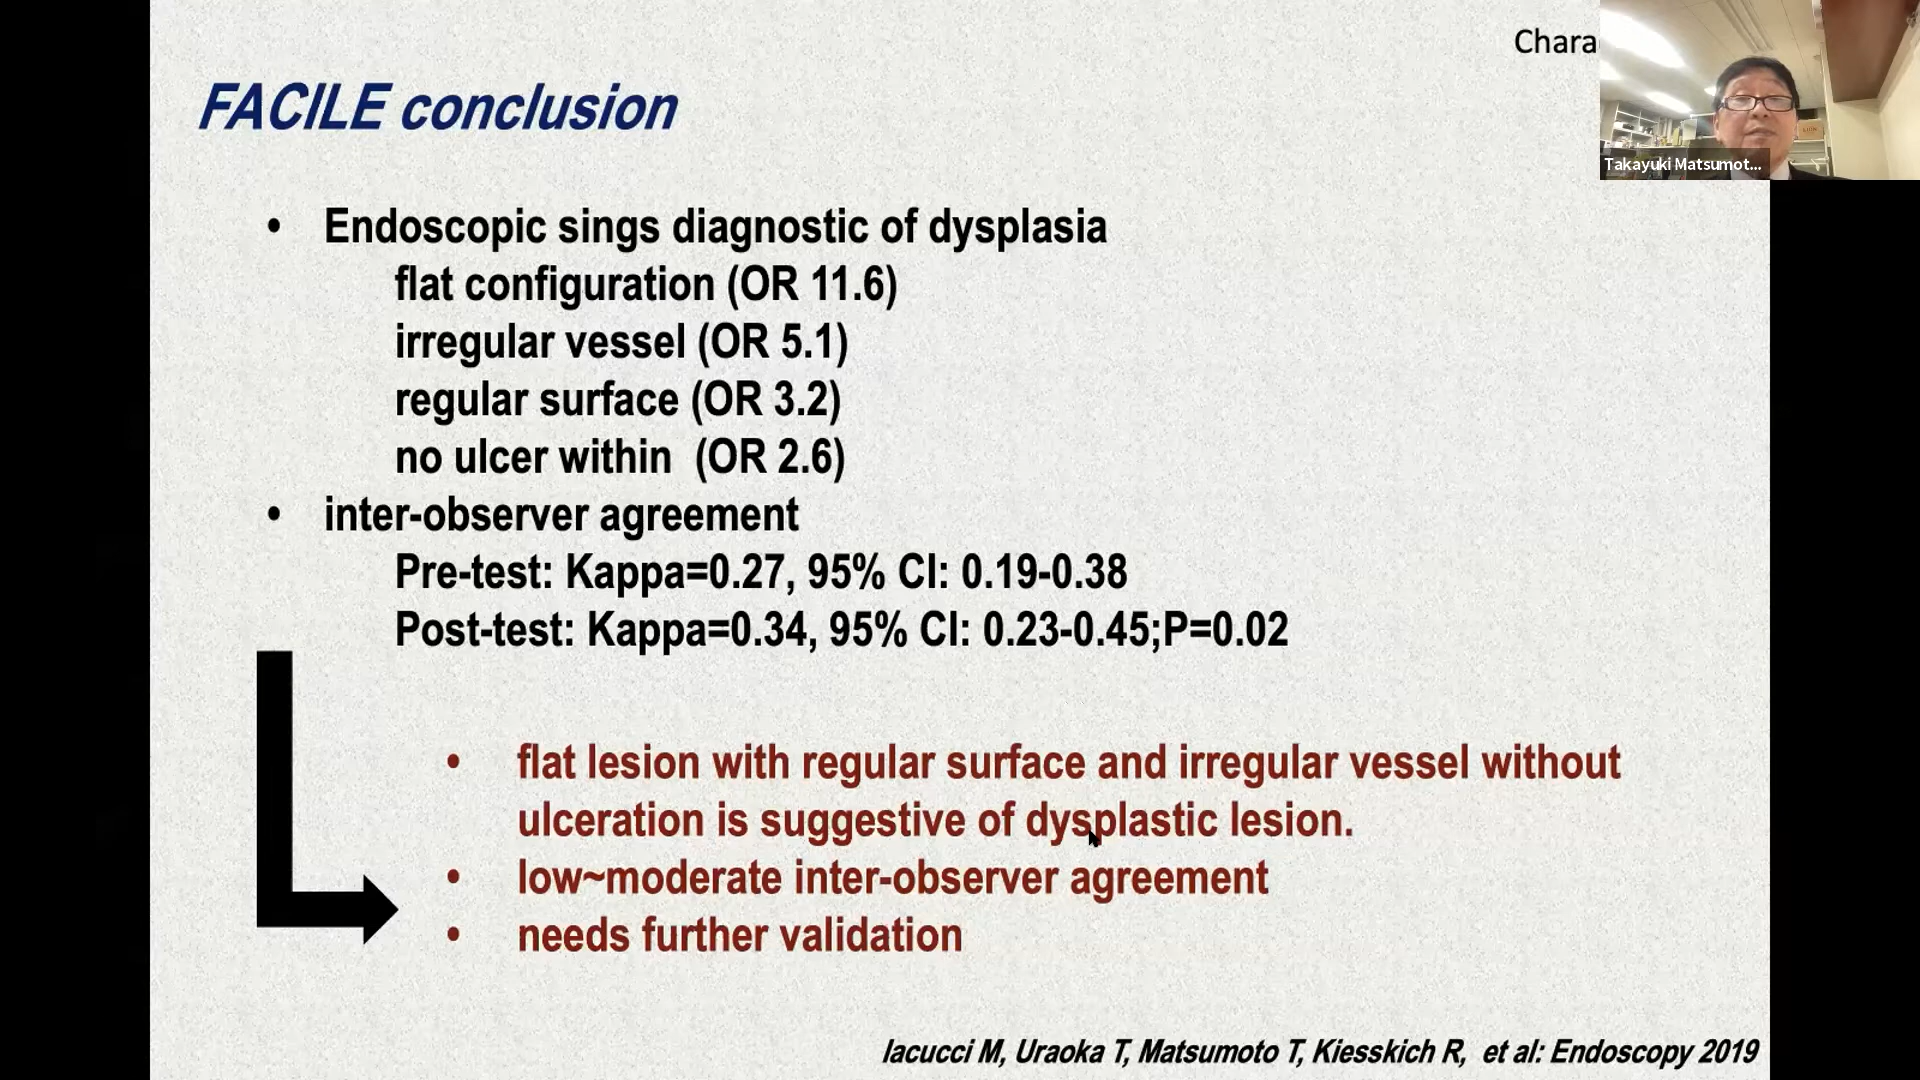 Chara
FACILE conclusion
Takayuki Matsumot...
• Endoscopic sings diagnostic of dysplasia
flat configuration (OR 11.6)
irregular vessel (OR 5.1)
regular surface (OR 3.2)
no ulcer within (OR 2.6)
• inter-observer agreement
Pre-test: Kappa=0.27, 95% CI: 0.19-0.38
Post-test: Kappa=0.34, 95% CI: 0.23-0.45;P=0.02
• flat lesion with regular surface and irregular vessel without
ulceration is suggestive of dysplastic lesion.
• low~moderate inter-observer agreement
• needs further validation
Iacucci M, Uraoka T, Matsumoto T, Kiesskich R, et al: Endoscopy 2019